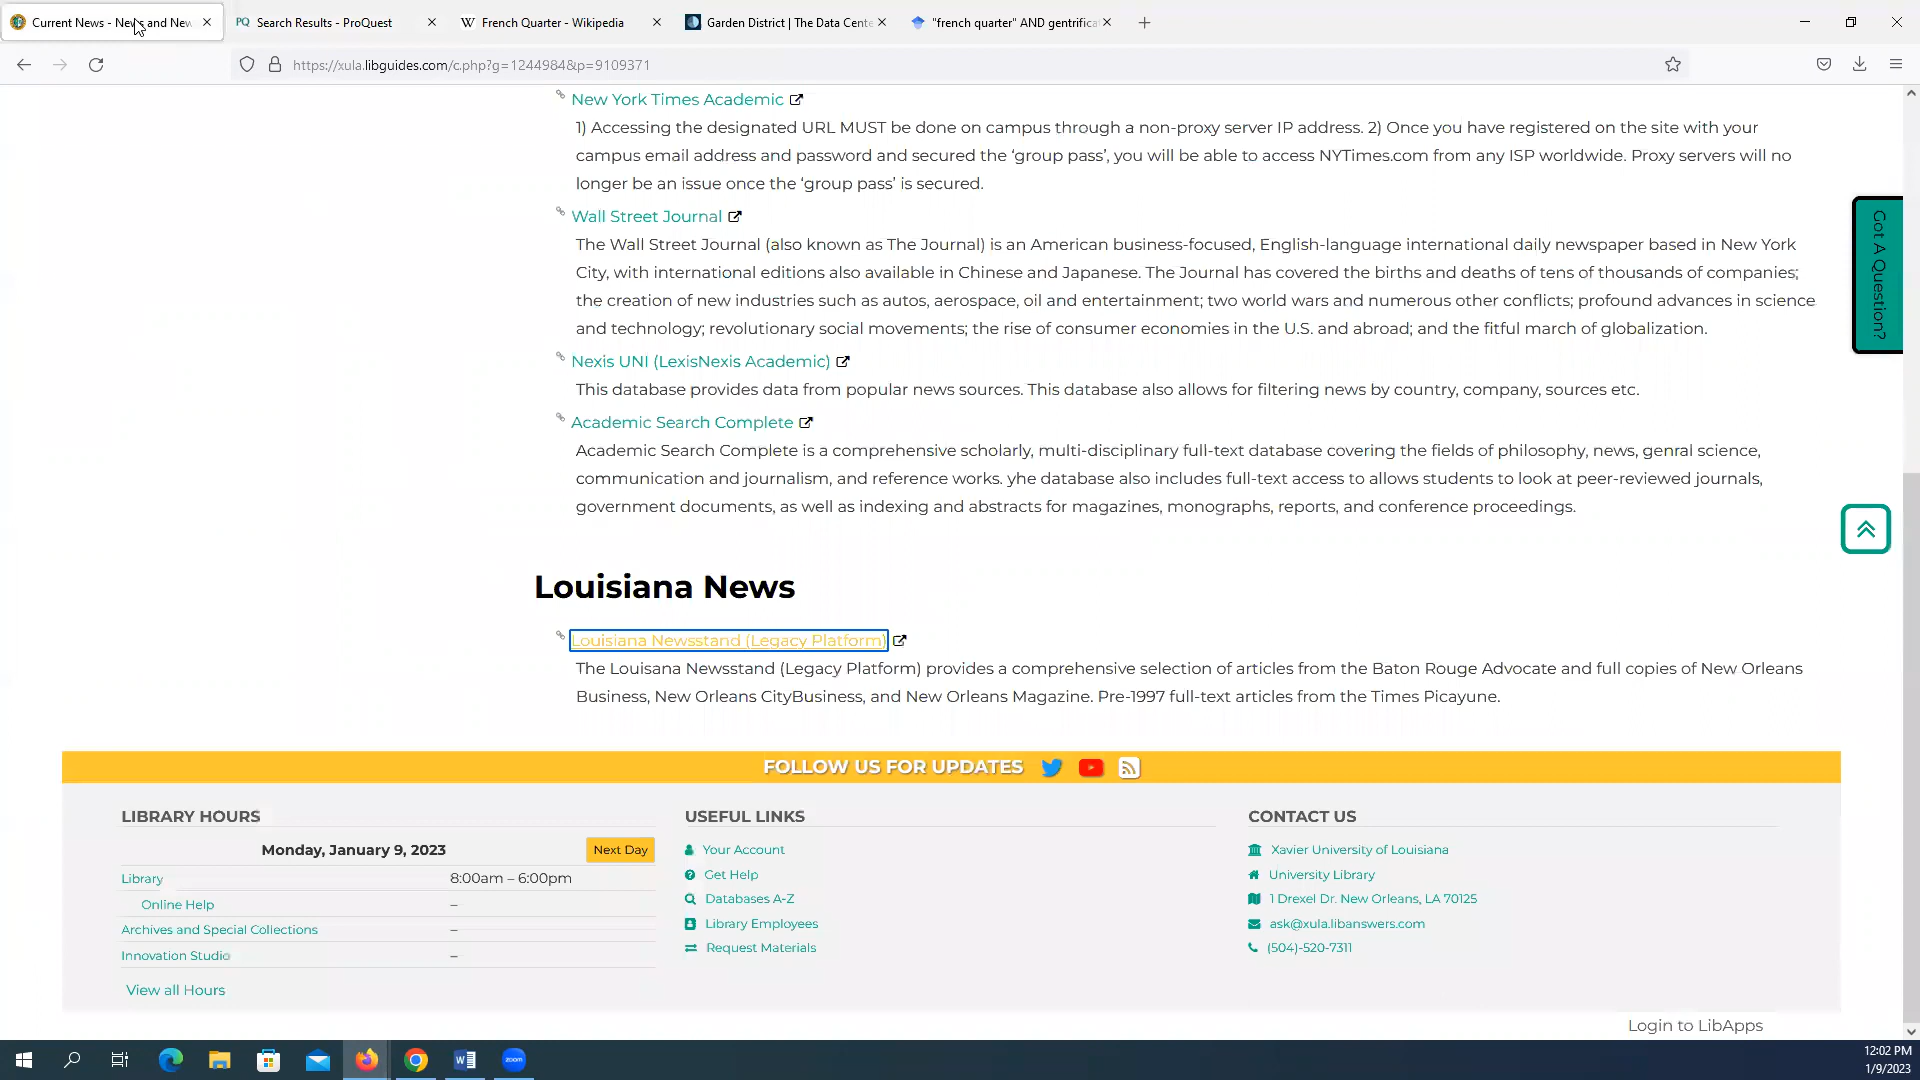 Current News - News and New
Search Results - ProQuest
French Quarter - Wikipedia
Garden District | The Data Cente
"french quarter" AND gentrifica
https://xula.libguides.com/c.php?g=1244984&p=9109371
New York Times Academic
1) Accessing the designated URL MUST be done on campus through a non-proxy server IP address. 2) Once you have registered on the site with your
campus email address and password and secured the ‘group pass’, you will be able to access NYTimes.com from any ISP worldwide. Proxy servers will no
longer be an issue once the ‘group pass’ is secured.
Wall Street Journal
The Wall Street Journal (also known as The Journal) is an American business-focused, English-language international daily newspaper based in New York
City, with international editions also available in Chinese and Japanese. The Journal has covered the births and deaths of tens of thousands of companies;
the creation of new industries such as autos, aerospace, oil and entertainment; two world wars and numerous other conflicts; profound advances in science
and technology; revolutionary social movements; the rise of consumer economies in the U.S. and abroad; and the fitful march of globalization.
Nexis UNI (LexisNexis Academic)
This database provides data from popular news sources. This database also allows for filtering news by country, company, sources etc.
Academic Search Complete
Academic Search Complete is a comprehensive scholarly, multi-disciplinary full-text database covering the fields of philosophy, news, genral science,
communication and journalism, and reference works. yhe database also includes full-text access to allows students to look at peer-reviewed journals,
government documents, as well as indexing and abstracts for magazines, monographs, reports, and conference proceedings.
Got A Question?
Louisiana News
Louisiana Newsstand (Legacy Platform)
The Louisana Newsstand (Legacy Platform) provides a comprehensive selection of articles from the Baton Rouge Advocate and full copies of New Orleans
Business, New Orleans CityBusiness, and New Orleans Magazine. Pre-1997 full-text articles from the Times Picayune.
FOLLOW US FOR UPDATES
LIBRARY HOURS
Monday, January 9, 2023
Next Day
Library 8:00am – 6:00pm
Online Help –
Archives and Special Collections –
Innovation Studio –
View all Hours
USEFUL LINKS
Your Account
Get Help
Databases A-Z
Library Employees
Request Materials
CONTACT US
Xavier University of Louisiana
University Library
1 Drexel Dr. New Orleans, LA 70125
ask@xula.libanswers.com
(504)-520-7311
Login to LibApps
zoom
12:02 PM
1/9/2023